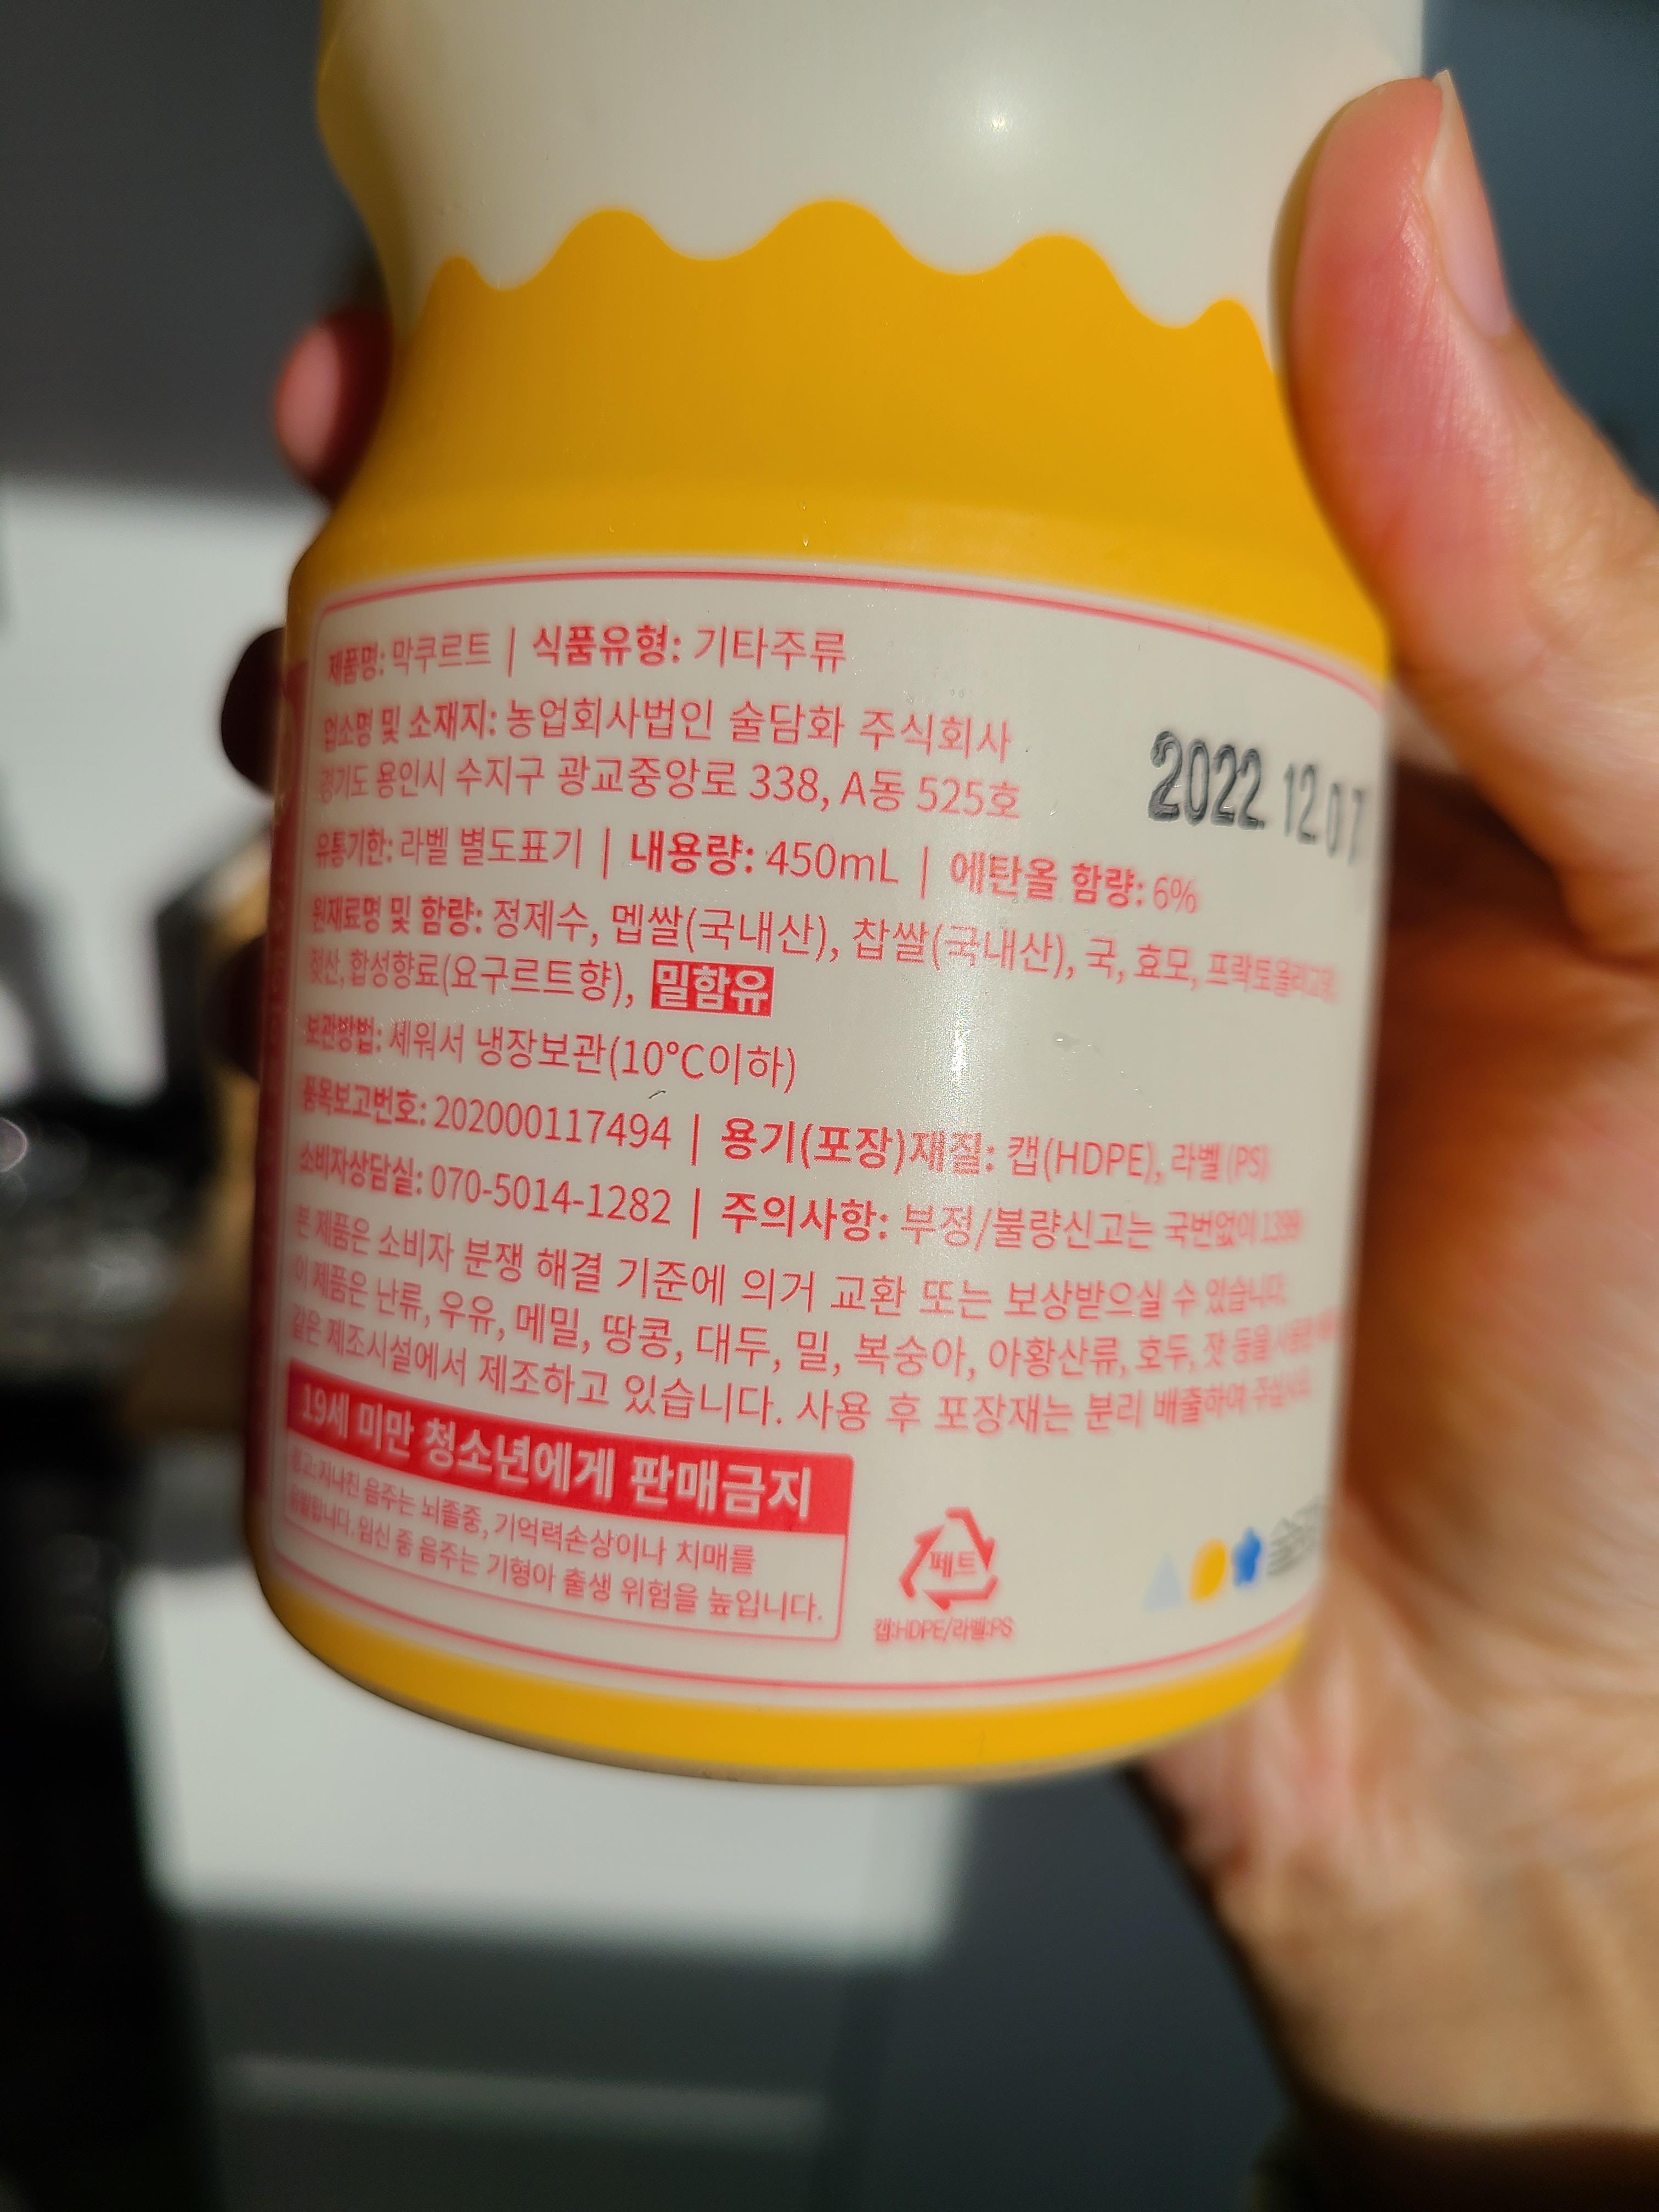 제품명: 막쿠르트 | 식품유형: 기타주류
업소명 및 소재지: 농업회사법인 술담화 주식회사
경기도 용인시 수지구 광교중앙로 338, A동 525호
2022 12 07
유통기한: 라벨 별도표기 | 내용량: 450mL | 에탄올 함량: 6%
원재료명 및 함량: 정제수, 멥쌀(국내산), 찹쌀(국내산), 국, 효모, 프락토올리고당,
젖산, 합성향료(요구르트향), 밀함유
보관방법: 세워서 냉장보관(10℃이하)
품목보고번호: 202000117494 | 용기(포장)재질: 캡(HDPE), 라벨(PS)
소비자상담실: 070-5014-1282 | 주의사항: 부정/불량신고는 국번없이 1399
본 제품은 소비자 분쟁 해결 기준에 의거 교환 또는 보상받으실 수 있습니다.
이 제품은 난류, 우유, 메밀, 땅콩, 대두, 밀, 복숭아, 아황산류, 호두, 잣 등을
같은 제조시설에서 제조하고 있습니다. 사용 후 포장재는 분리 배출하여 주십시오.
19세 미만 청소년에게 판매금지
경고: 지나친 음주는 뇌졸중, 기억력손상이나 치매를
유발합니다. 임신 중 음주는 기형아 출생 위험을 높입니다.
페트
캡:HDPE/라벨:PS